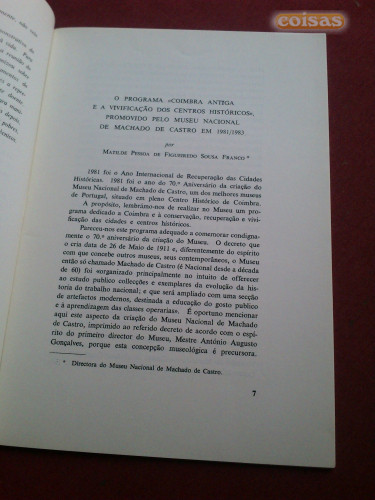 coisas
O PROGRAMA «COIMBRA ANTIGA
E A VIVIFICAÇÃO DOS CENTROS HISTÓRICOS»,
PROMOVIDO PELO MUSEU NACIONAL
DE MACHADO DE CASTRO EM 1981/1983
por
MATILDE PESSOA DE FIGUEIREDO SOUSA FRANCO *
1981 foi o Ano Internacional de Recuperação das Cidades
Históricas. 1981 foi o ano do 70.º Aniversário da criação do
Museu Nacional de Machado de Castro, um dos melhores museus
de Portugal, situado em pleno Centro Histórico de Coimbra.
A propósito, lembrámo-nos de realizar no Museu um pro-
grama dedicado a Coimbra e à conservação, recuperação e vivi-
ficação das cidades e centros históricos.
Pareceu-nos este programa adequado a comemorar condigna-
mente o 70.º aniversário da criação do Museu. O decreto que
o cria data de 26 de Maio de 1911 e, diferentemente do espírito
com que concebe outros museus, seus contemporâneos, o Museu
então só chamado Machado de Castro (é Nacional desde a década
de 60) foi «organizado principalmente no intuito de oferecer
ao estudo publico collecções e exemplares da evolução da his-
toria do trabalho nacional; e que será ampliado com uma secção
de artefactos modernos, destinada a educação do gosto publico
e à aprendizagem das classes operarias». É oportuno mencionar
aqui este aspecto da criação do Museu Nacional de Machado
de Castro, imprimido ao referido decreto de acordo com o espí-
rito do primeiro director do Museu, Mestre António Augusto
Gonçalves, porque esta concepção museológica é precursora.
* Directora do Museu Nacional de Machado de Castro.
7